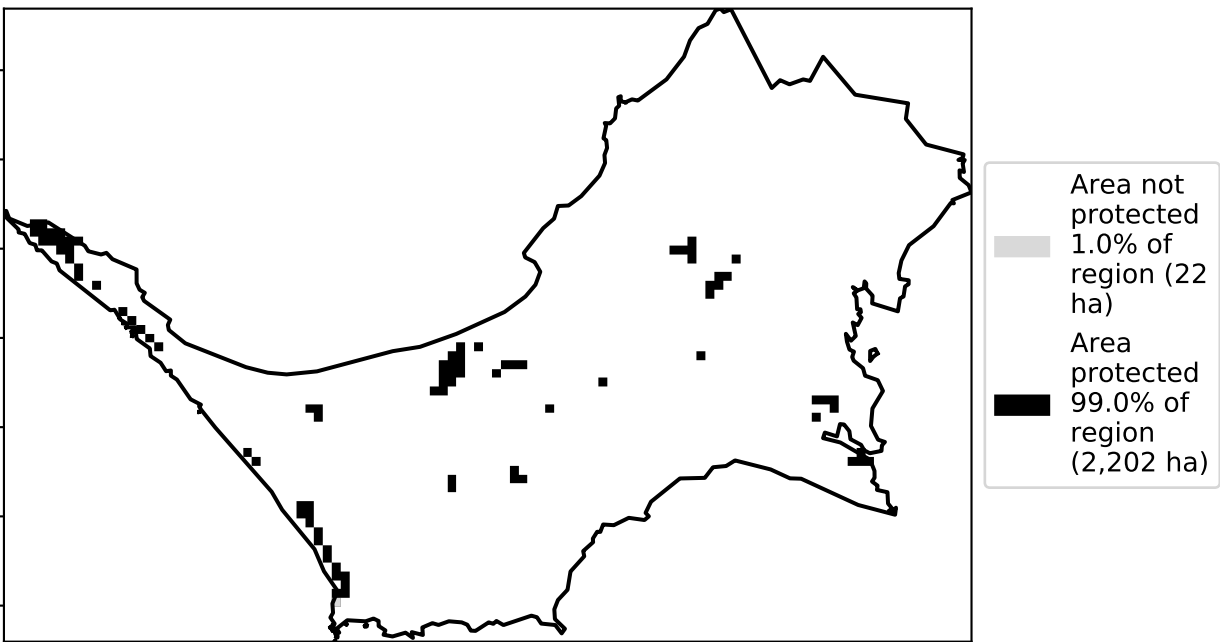 Area not
protected
1.0% of
region (22
ha)
Area
protected
99.0% of
region
(2,202 ha)